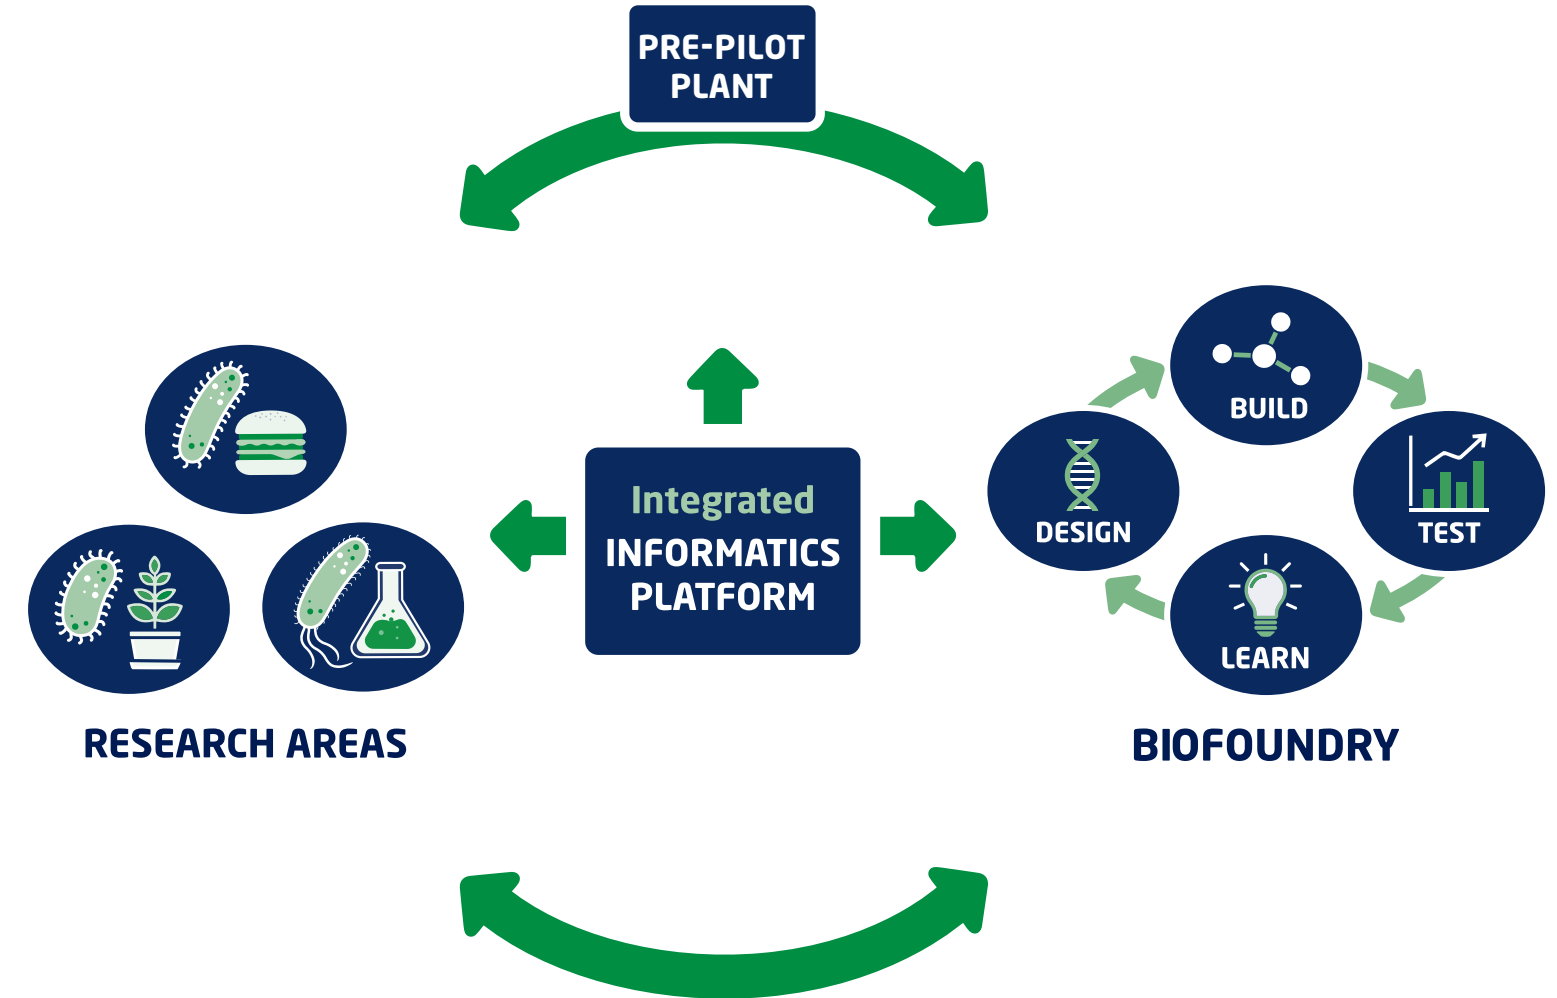 PRE-PILOT
PLANT
Integrated
INFORMATICS
PLATFORM
RESEARCH AREAS
BUILD
DESIGN
TEST
LEARN
BIOFOUNDRY